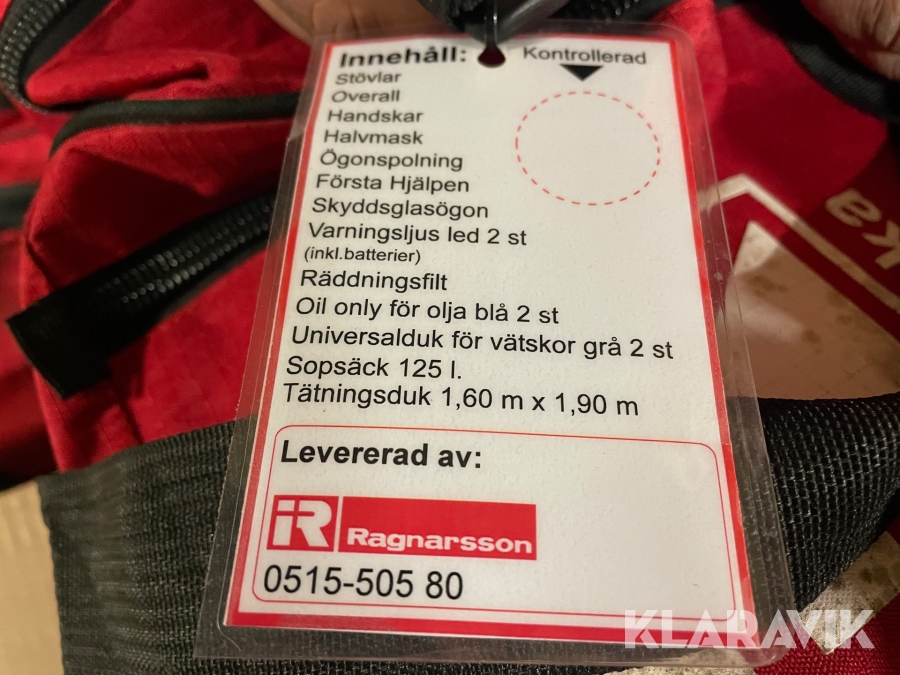 Innehåll:
Kontrollerad
Stövlar
Overall
Handskar
Halvmask
Ögonspolning
Första Hjälpen
Skyddsglasögon
Varningsljus led 2 st
(inkl.batterier)
Räddningsfilt
Oil only för olja blå 2 st
Universalduk för vätskor grå 2 st
Sopsäck 125 l.
Tätningsduk 1,60 m x 1,90 m
Levererad av:
iR Ragnarsson
0515-505 80
KLARAVIK